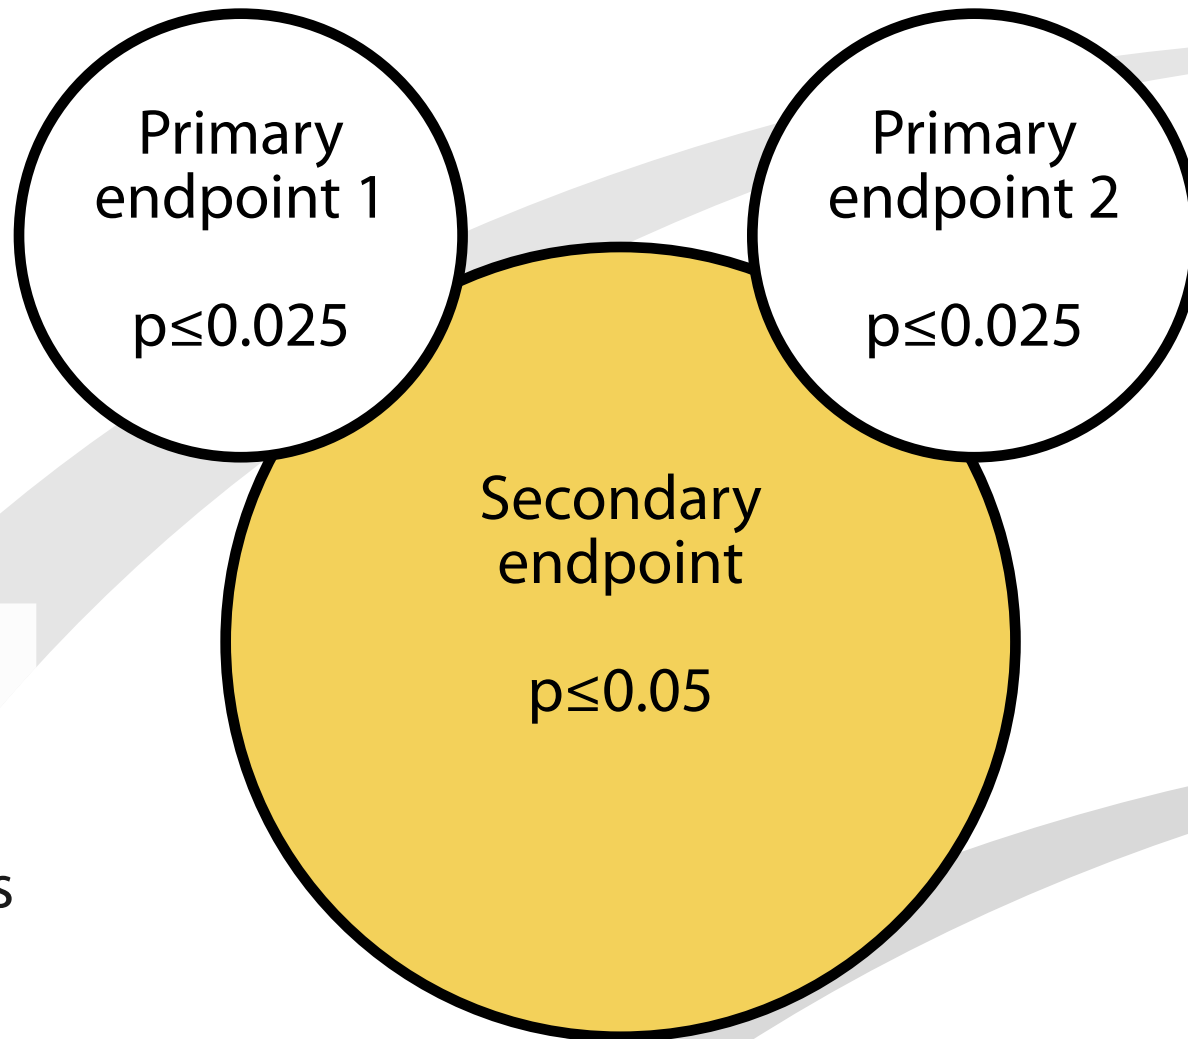 Primary
endpoint 1
p≤0.025
Primary
endpoint 2
p≤0.025
Secondary
endpoint
p≤0.05
s